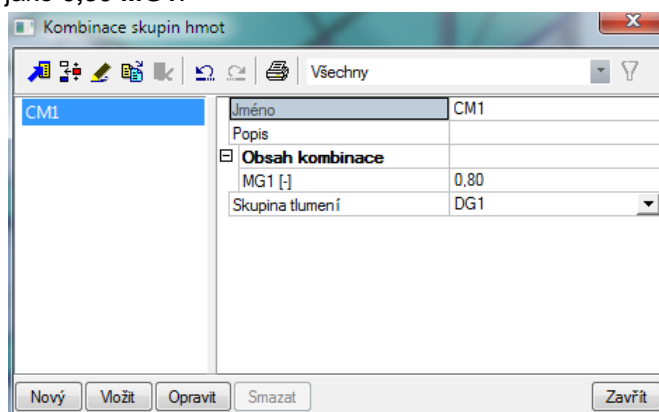 Kombinace skupin hmot
Všechny
CM1
Jméno CM1
Popis
Obsah kombinace
MG1 [-] 0,80
Skupina tlumení DG1
Nový Vložit Opravit Smazat Zavřít